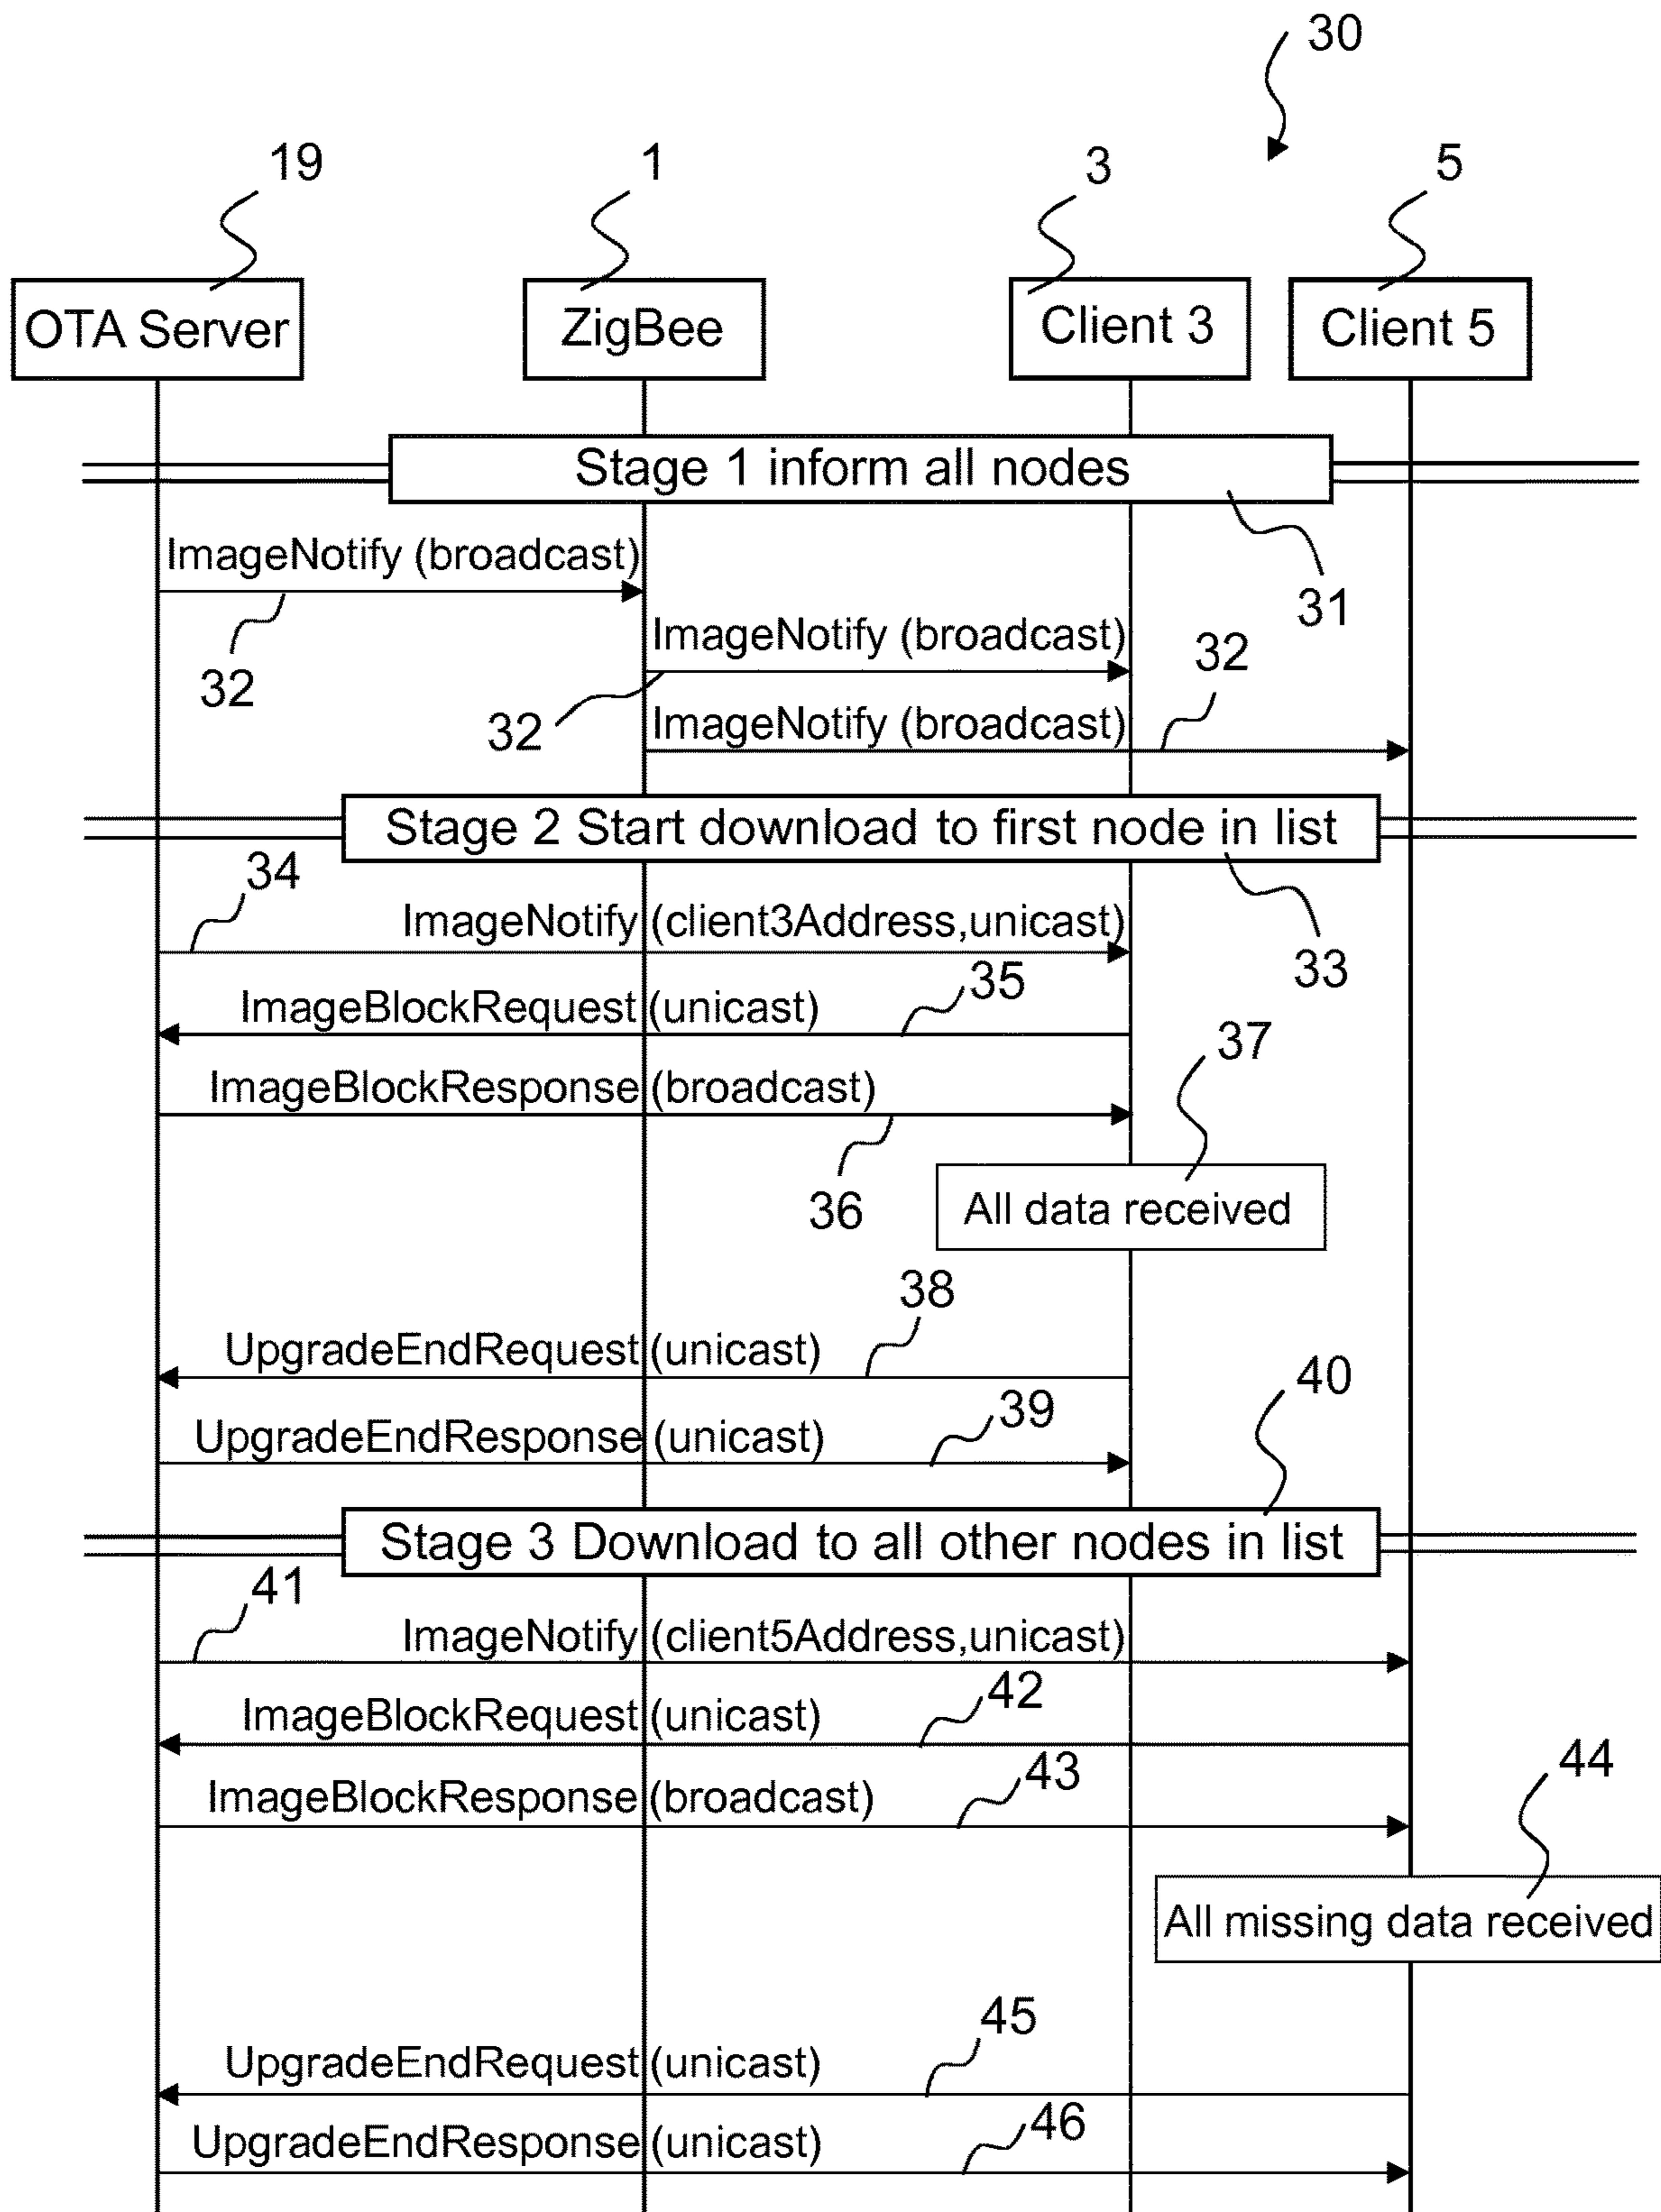 30
19
1
3
5
OTA Server
ZigBee
Client 3
Client 5
Stage 1 inform all nodes
31
ImageNotify (broadcast)
32
ImageNotify (broadcast)
32
32
ImageNotify (broadcast)
Stage 2 Start download to first node in list
33
34
ImageNotify (client3Address,unicast)
35
ImageBlockRequest (unicast)
37
ImageBlockResponse (broadcast)
36
All data received
38
UpgradeEndRequest (unicast)
40
39
UpgradeEndResponse (unicast)
Stage 3 Download to all other nodes in list
41
ImageNotify (client5Address,unicast)
42
ImageBlockRequest (unicast)
43
44
ImageBlockResponse (broadcast)
All missing data received
45
UpgradeEndRequest (unicast)
46
UpgradeEndResponse (unicast)